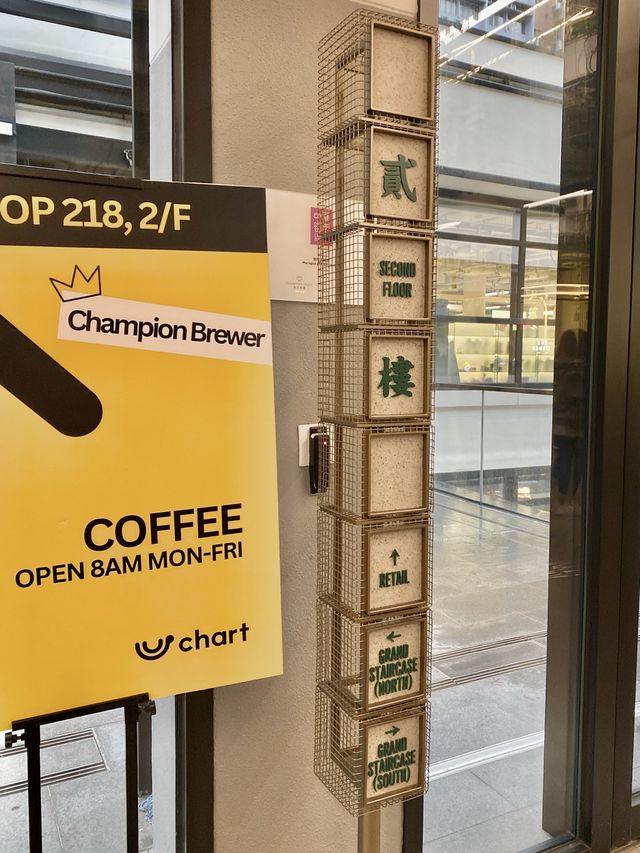 OP 218, 2/F
Champion Brewer
COFFEE
OPEN 8AM MON-FRI
chart
貳
SECOND
FLOOR
樓
↑
RETAIL
←
GRAND
STAIRCASE
(NORTH)
→
GRAND
STAIRCASE
(SOUTH)